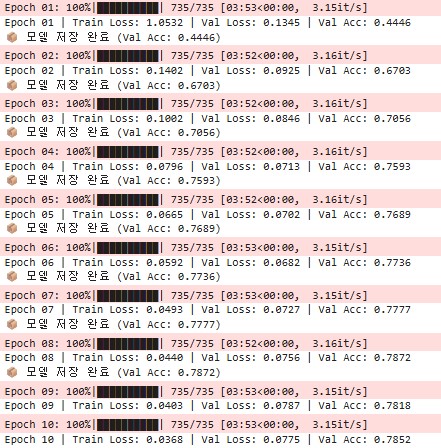 Epoch 01: 100%|██████████| 735/735 [03:53<00:00,  3.15it/s]
Epoch 01 | Train Loss: 1.0532 | Val Loss: 0.1345 | Val Acc: 0.4446
📦 모델 저장 완료 (Val Acc: 0.4446)
Epoch 02: 100%|██████████| 735/735 [03:52<00:00,  3.16it/s]
Epoch 02 | Train Loss: 0.1402 | Val Loss: 0.0925 | Val Acc: 0.6703
📦 모델 저장 완료 (Val Acc: 0.6703)
Epoch 03: 100%|██████████| 735/735 [03:52<00:00,  3.16it/s]
Epoch 03 | Train Loss: 0.1002 | Val Loss: 0.0846 | Val Acc: 0.7056
📦 모델 저장 완료 (Val Acc: 0.7056)
Epoch 04: 100%|██████████| 735/735 [03:52<00:00,  3.16it/s]
Epoch 04 | Train Loss: 0.0796 | Val Loss: 0.0713 | Val Acc: 0.7593
📦 모델 저장 완료 (Val Acc: 0.7593)
Epoch 05: 100%|██████████| 735/735 [03:52<00:00,  3.16it/s]
Epoch 05 | Train Loss: 0.0665 | Val Loss: 0.0702 | Val Acc: 0.7689
📦 모델 저장 완료 (Val Acc: 0.7689)
Epoch 06: 100%|██████████| 735/735 [03:53<00:00,  3.15it/s]
Epoch 06 | Train Loss: 0.0592 | Val Loss: 0.0682 | Val Acc: 0.7736
📦 모델 저장 완료 (Val Acc: 0.7736)
Epoch 07: 100%|██████████| 735/735 [03:53<00:00,  3.15it/s]
Epoch 07 | Train Loss: 0.0493 | Val Loss: 0.0727 | Val Acc: 0.7777
📦 모델 저장 완료 (Val Acc: 0.7777)
Epoch 08: 100%|██████████| 735/735 [03:52<00:00,  3.16it/s]
Epoch 08 | Train Loss: 0.0440 | Val Loss: 0.0756 | Val Acc: 0.7872
📦 모델 저장 완료 (Val Acc: 0.7872)
Epoch 09: 100%|██████████| 735/735 [03:53<00:00,  3.15it/s]
Epoch 09 | Train Loss: 0.0403 | Val Loss: 0.0787 | Val Acc: 0.7818
Epoch 10: 100%|██████████| 735/735 [03:53<00:00,  3.15it/s]
Epoch 10 | Train Loss: 0.0368 | Val Loss: 0.0775 | Val Acc: 0.7852